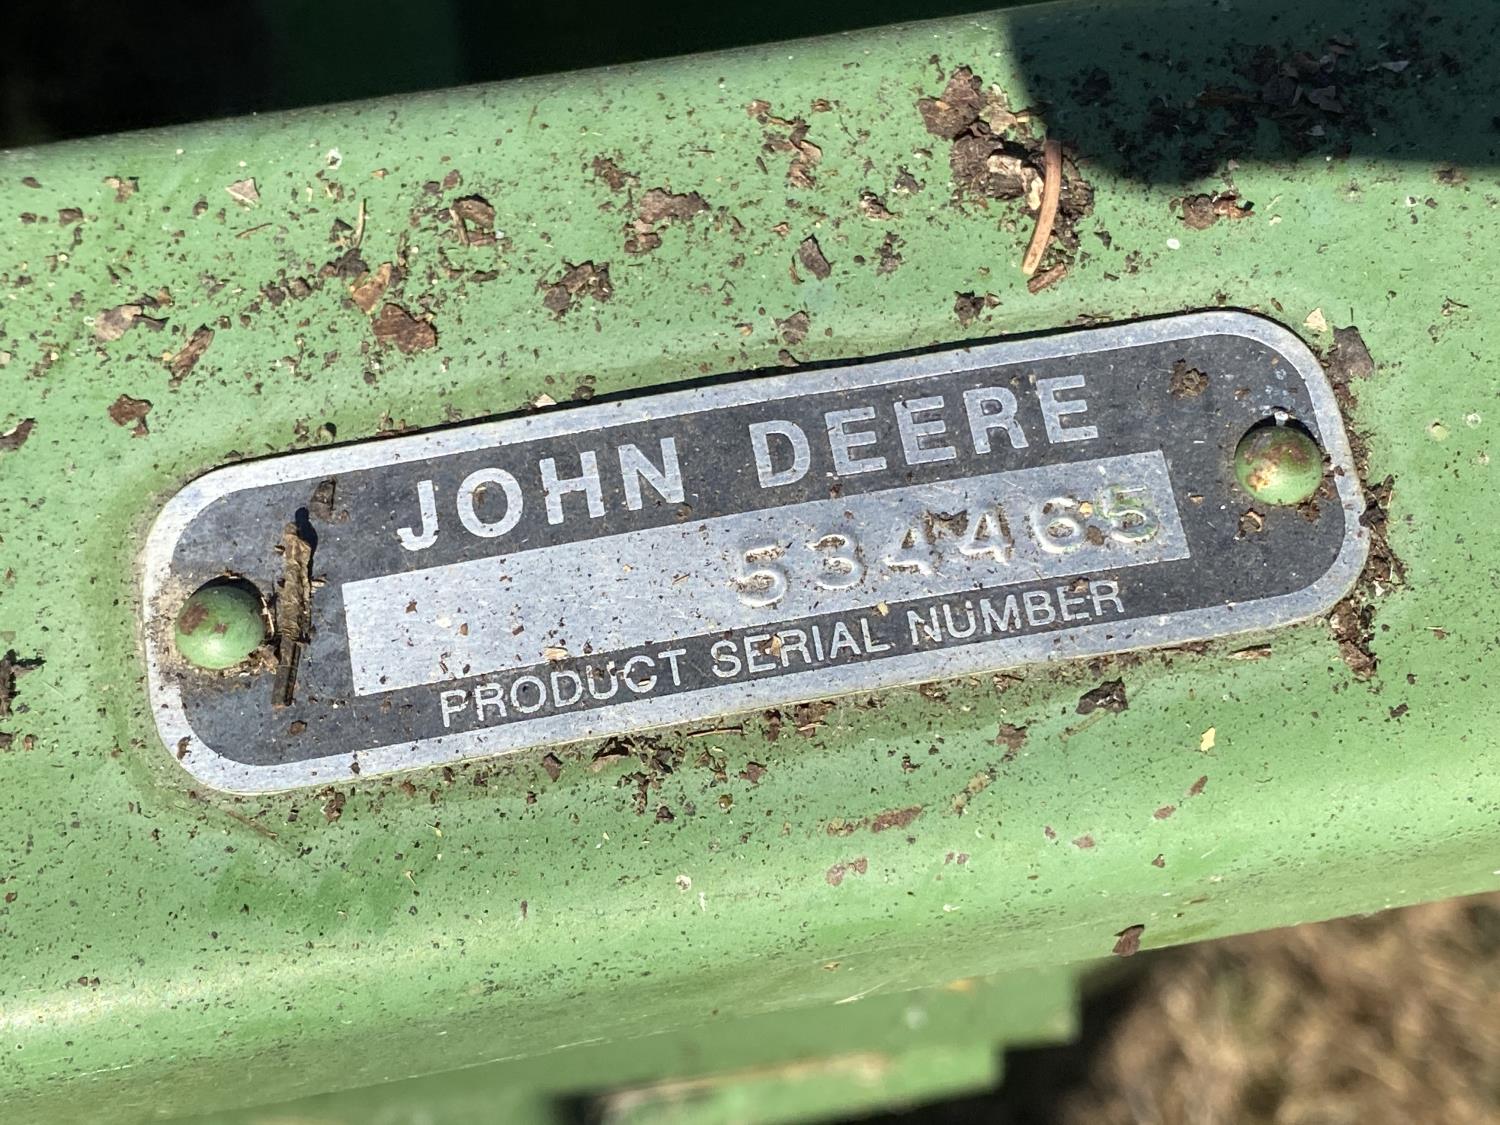 JOHN DEERE
534465
PRODUCT SERIAL NUMBER